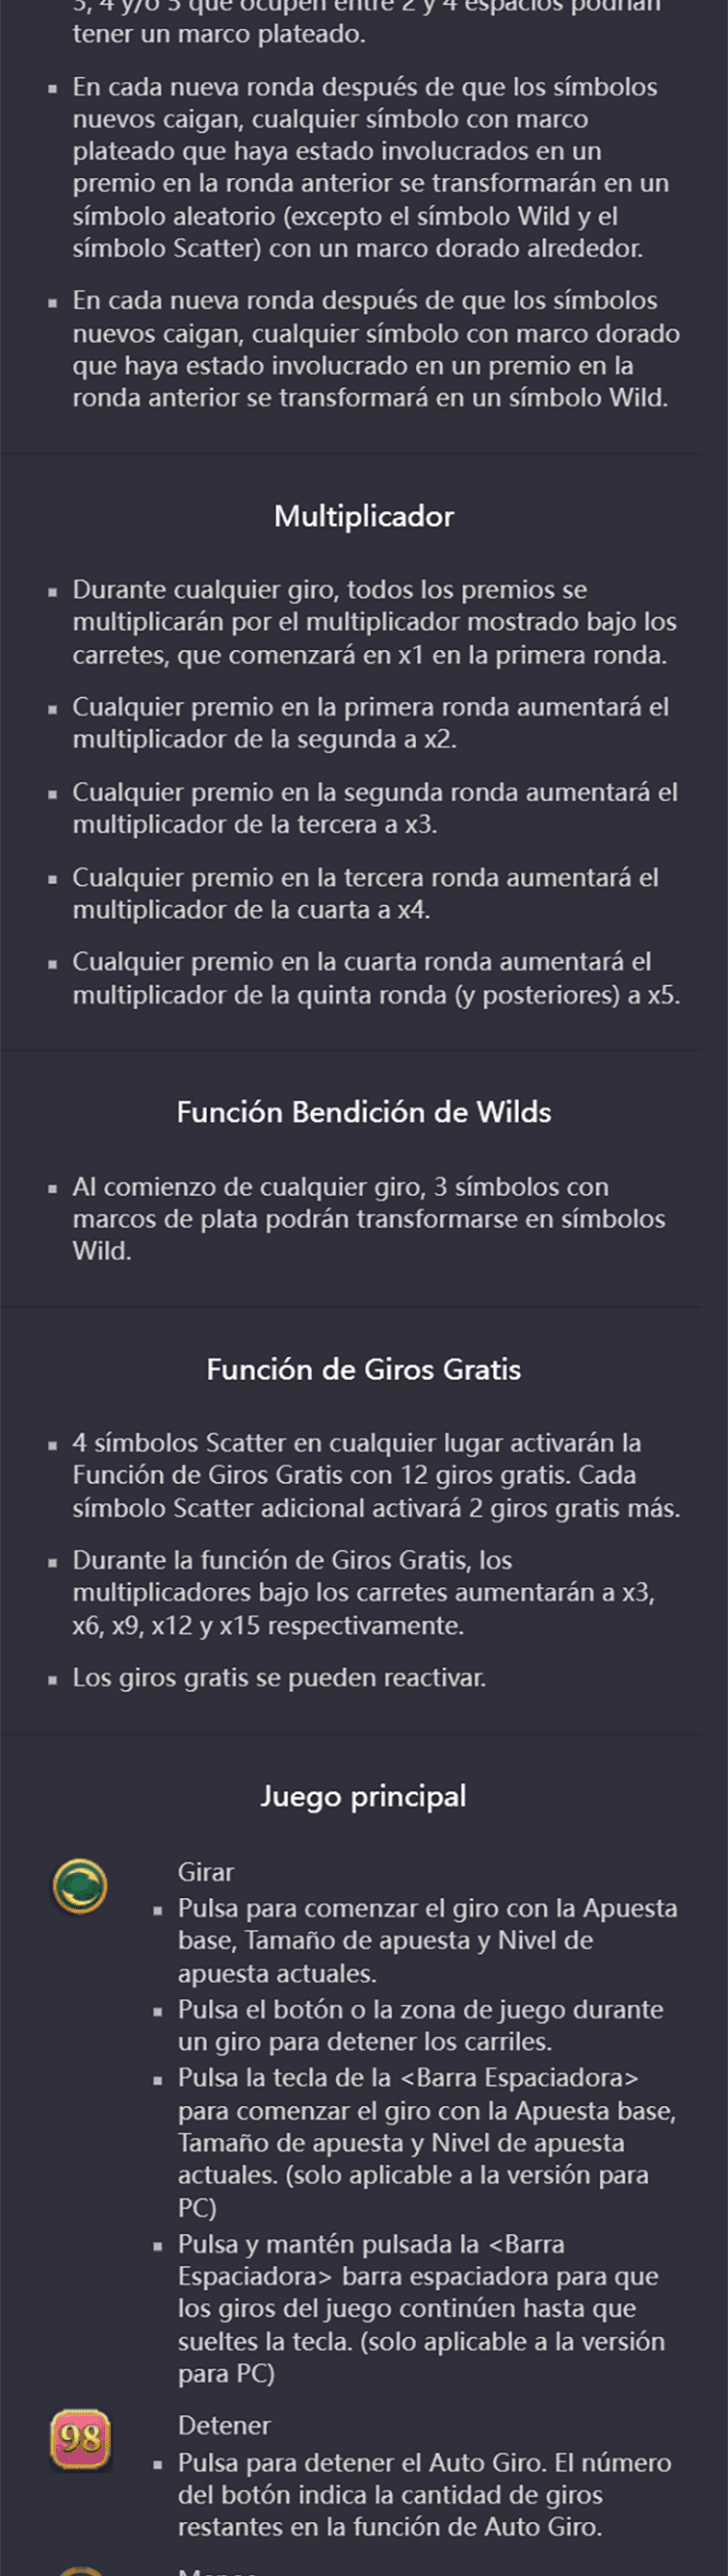 3, 4 y/o 5 que ocupen entre 2 y 4 espacios podrían
tener un marco plateado.
En cada nueva ronda después de que los símbolos
nuevos caigan, cualquier símbolo con marco
plateado que haya estado involucrados en un
premio en la ronda anterior se transformarán en un
símbolo aleatorio (excepto el símbolo Wild y el
símbolo Scatter) con un marco dorado alrededor.
En cada nueva ronda después de que los símbolos
nuevos caigan, cualquier símbolo con marco dorado
que haya estado involucrado en un premio en la
ronda anterior se transformará en un símbolo Wild.
Multiplicador
Durante cualquier giro, todos los premios se
multiplicarán por el multiplicador mostrado bajo los
carretes, que comenzará en x1 en la primera ronda.
Cualquier premio en la primera ronda aumentará el
multiplicador de la segunda a x2.
Cualquier premio en la segunda ronda aumentará el
multiplicador de la tercera a x3.
Cualquier premio en la tercera ronda aumentará el
multiplicador de la cuarta a x4.
Cualquier premio en la cuarta ronda aumentará el
multiplicador de la quinta ronda (y posteriores) a x5.
Función Bendición de Wilds
Al comienzo de cualquier giro, 3 símbolos con
marcos de plata podrán transformarse en símbolos
Wild.
Función de Giros Gratis
4 símbolos Scatter en cualquier lugar activarán la
Función de Giros Gratis con 12 giros gratis. Cada
símbolo Scatter adicional activará 2 giros gratis más.
Durante la función de Giros Gratis, los
multiplicadores bajo los carretes aumentarán a x3,
x6, x9, x12 y x15 respectivamente.
Los giros gratis se pueden reactivar.
Juego principal
Girar
Pulsa para comenzar el giro con la Apuesta
base, Tamaño de apuesta y Nivel de
apuesta actuales.
Pulsa el botón o la zona de juego durante
un giro para detener los carriles.
Pulsa la tecla de la <Barra Espaciadora>
para comenzar el giro con la Apuesta base,
Tamaño de apuesta y Nivel de apuesta
actuales. (solo aplicable a la versión para
PC)
Pulsa y mantén pulsada la <Barra
Espaciadora> barra espaciadora para que
los giros del juego continúen hasta que
sueltes la tecla. (solo aplicable a la versión
para PC)
98
Detener
Pulsa para detener el Auto Giro. El número
del botón indica la cantidad de giros
restantes en la función de Auto Giro.